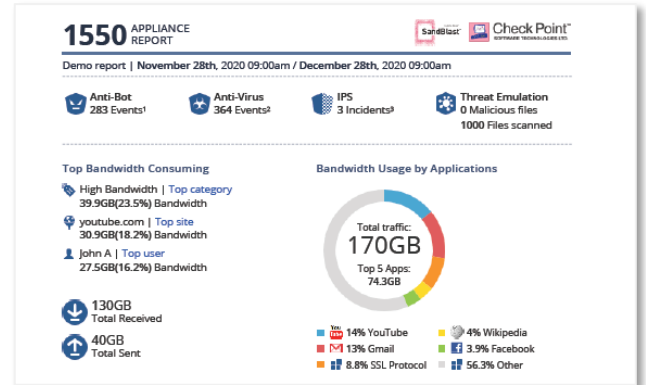 1550 APPLIANCE REPORT
SandBlast
Check Point
SOFTWARE TECHNOLOGIES LTD.
Demo report | November 28th, 2020 09:00am / December 28th, 2020 09:00am
Anti-Bot
283 Events¹
Anti-Virus
364 Events²
IPS
3 Incidents³
Threat Emulation
0 Malicious files
1000 Files scanned
Top Bandwidth Consuming
High Bandwidth | Top category
39.9GB(23.5%) Bandwidth
youtube.com | Top site
30.9GB(18.2%) Bandwidth
John A | Top user
27.5GB(16.2%) Bandwidth
130GB
Total Received
40GB
Total Sent
Bandwidth Usage by Applications
Total traffic:
170GB
Top 5 Apps:
74.3GB
You
Tube
14% YouTube
13% Gmail
8.8% SSL Protocol
4% Wikipedia
3.9% Facebook
56.3% Other